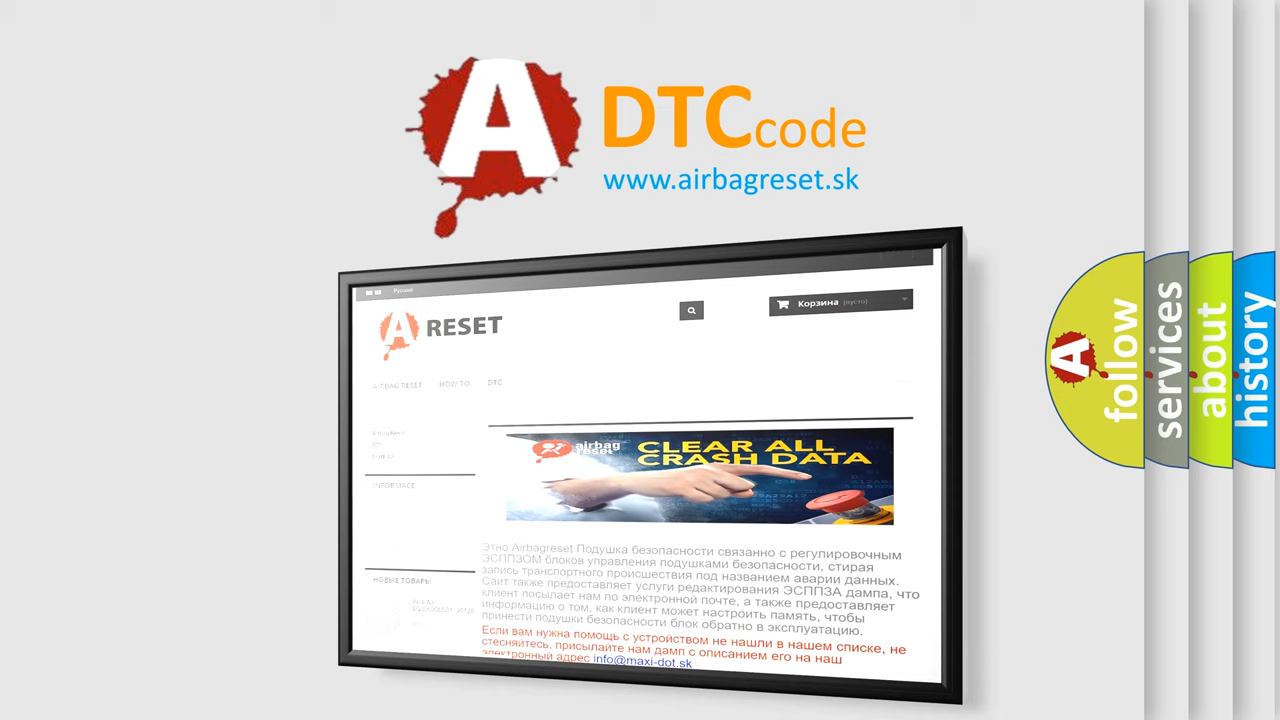 A
DTC code
www.airbagreset.sk
Русский
A RESET
Корзина (пусто)
AIRBAG RESET HOW TO DTC
Airbag Reset
INFORMACE
airbag
reset
CLEAR ALL
CRASH DATA
Этно Airbagreset Подушка безопасности связанно с регулировочным
ЭСППЗОМ блоков управления подушками безопасности, стирая
запись транспортного происшествия под названием аварии данных.
Сайт также предоставляет услуги редактирования ЭСППЗА дампа, что
клиент посылает нам по электронной почте, а также предоставляет
информацию о том, как клиент может настроить память, чтобы
принести подушки безопасности блок обратно в эксплуатацию.
Если вам нужна помощь с устройством не нашли в нашем списке, не
стесняйтесь, присылайте нам дамп с описанием его на наш
электронный адрес info@maxi-dot.sk
НОВЫЕ ТОВАРЫ
A
follow
services
about
history